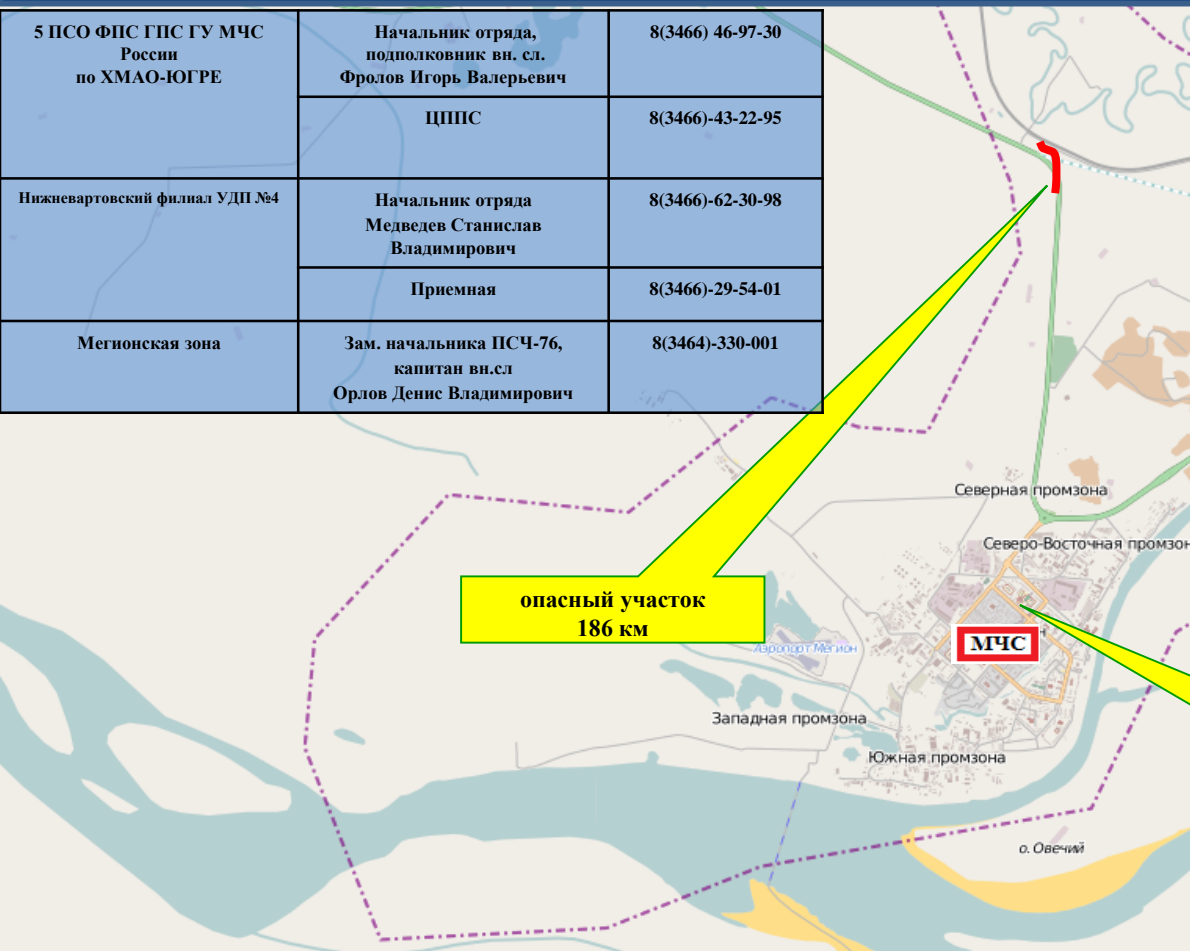 5 ПСО ФПС ГПС ГУ МЧС
России
по ХМАО-ЮГРЕ
Начальник отряда,
подполковник вн. сл.
Фролов Игорь Валерьевич
8(3466) 46-97-30
ЦППС
8(3466)-43-22-95
Нижневартовский филиал УДП №4
Начальник отряда
Медведев Станислав
Владимирович
8(3466)-62-30-98
Приемная
8(3466)-29-54-01
Мегионская зона
Зам. начальника ПСЧ-76,
капитан вн.сл
Орлов Денис Владимирович
8(3464)-330-001
Северная промзона
Северо-Восточная промзон
опасный участок
186 км
МЧС
н
Аэропорт Мегион
Западная промзона
Южная промзона
о. Овечий